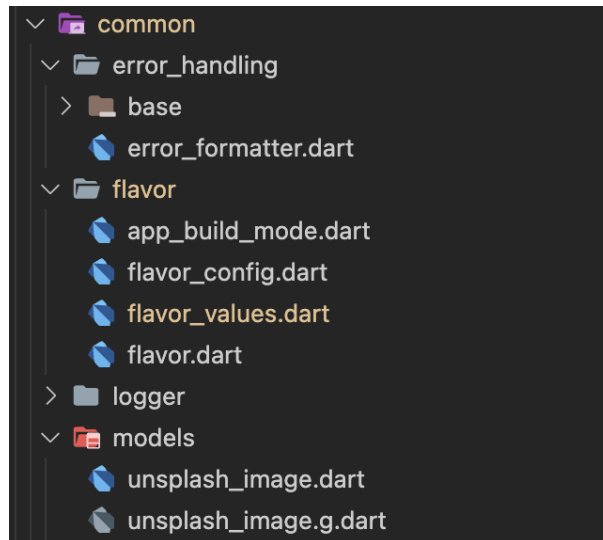 common
error_handling
base
error_formatter.dart
flavor
app_build_mode.dart
flavor_config.dart
flavor_values.dart
flavor.dart
logger
models
unsplash_image.dart
unsplash_image.g.dart